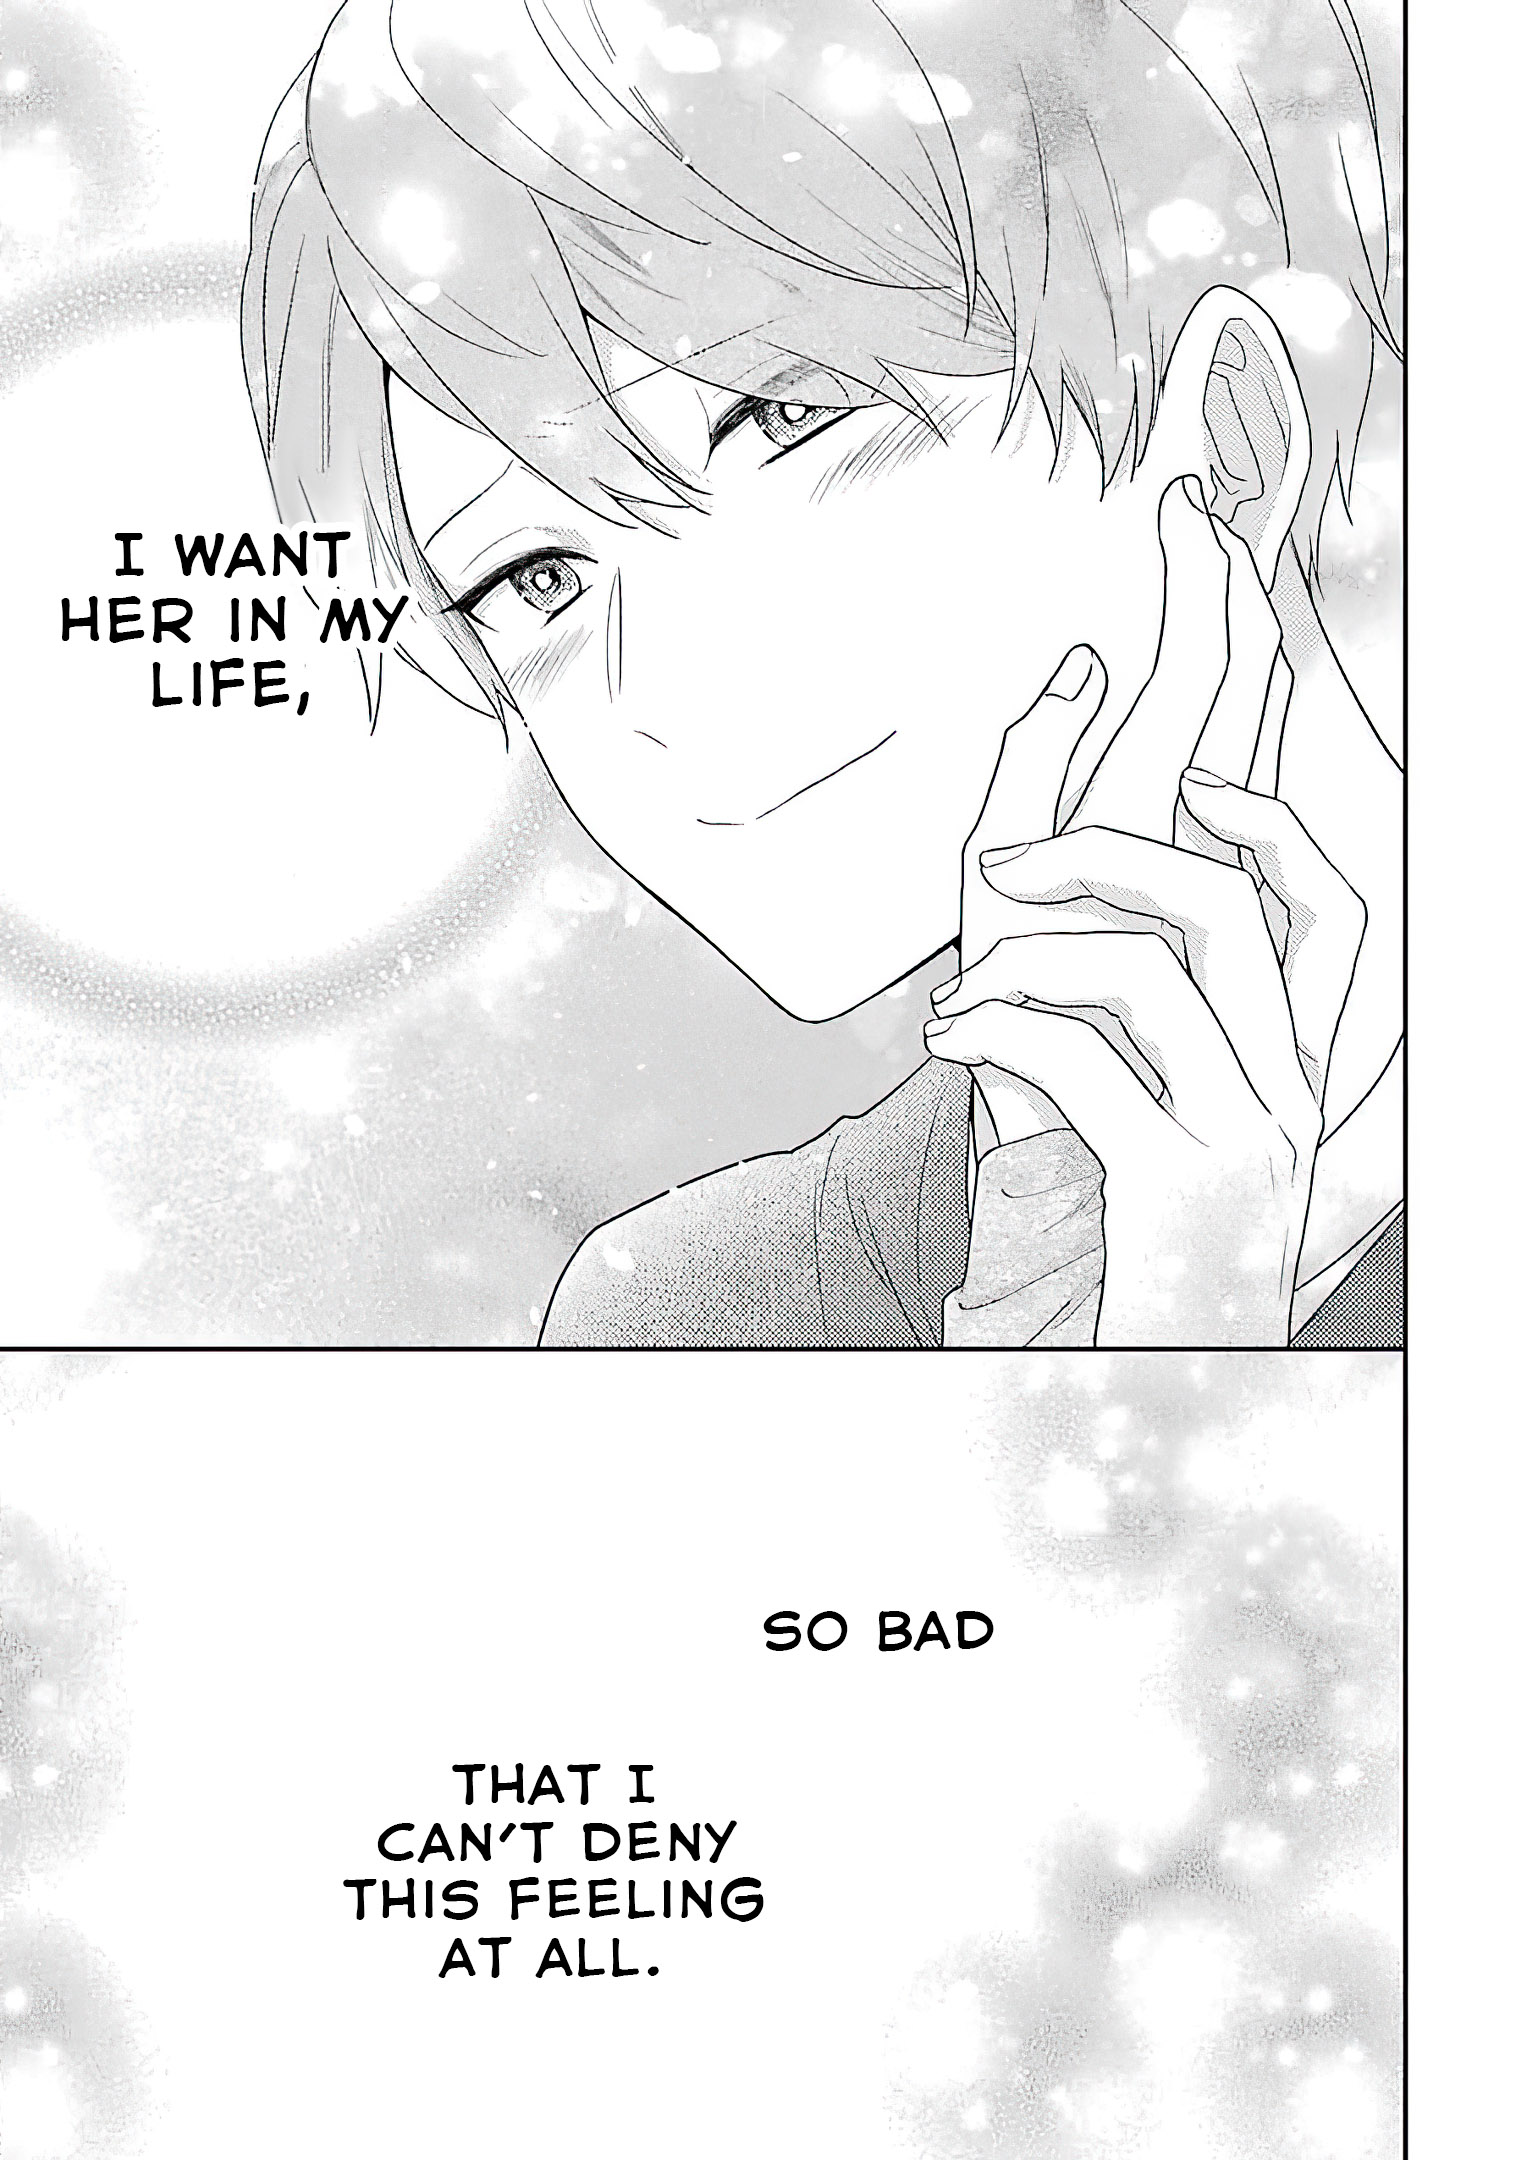 I WANT
HER IN MY
LIFE,
SO BAD
THAT I
CAN'T DENY
THIS FEELING
AT ALL.